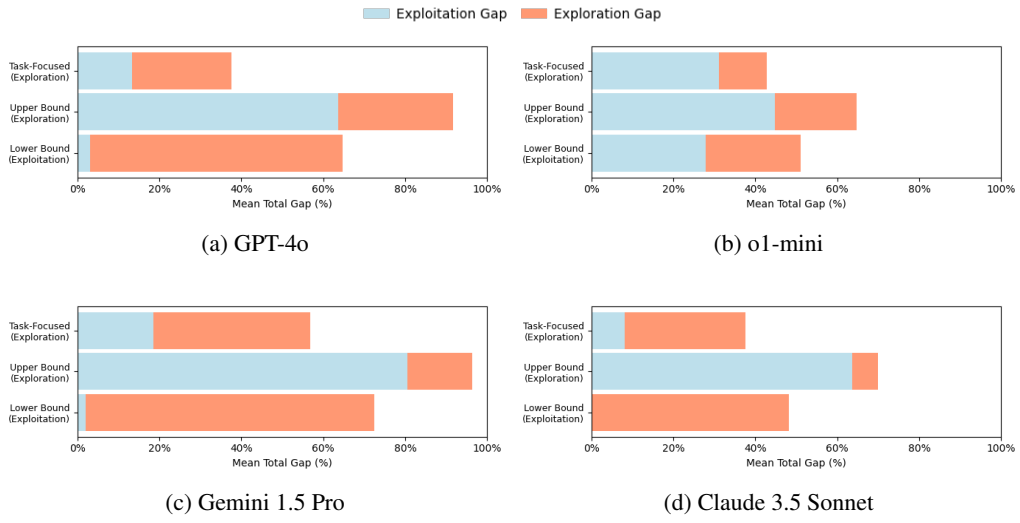 Exploitation Gap Exploration Gap
Task-Focused
(Exploration)
Upper Bound
(Exploration)
Lower Bound
(Exploitation)
0% 20% 40% 60% 80% 100%
Mean Total Gap (%)
(a) GPT-4o
Task-Focused
(Exploration)
Upper Bound
(Exploration)
Lower Bound
(Exploitation)
0% 20% 40% 60% 80% 100%
Mean Total Gap (%)
(b) o1-mini
Task-Focused
(Exploration)
Upper Bound
(Exploration)
Lower Bound
(Exploitation)
0% 20% 40% 60% 80% 100%
Mean Total Gap (%)
(c) Gemini 1.5 Pro
Task-Focused
(Exploration)
Upper Bound
(Exploration)
Lower Bound
(Exploitation)
0% 20% 40% 60% 80% 100%
Mean Total Gap (%)
(d) Claude 3.5 Sonnet